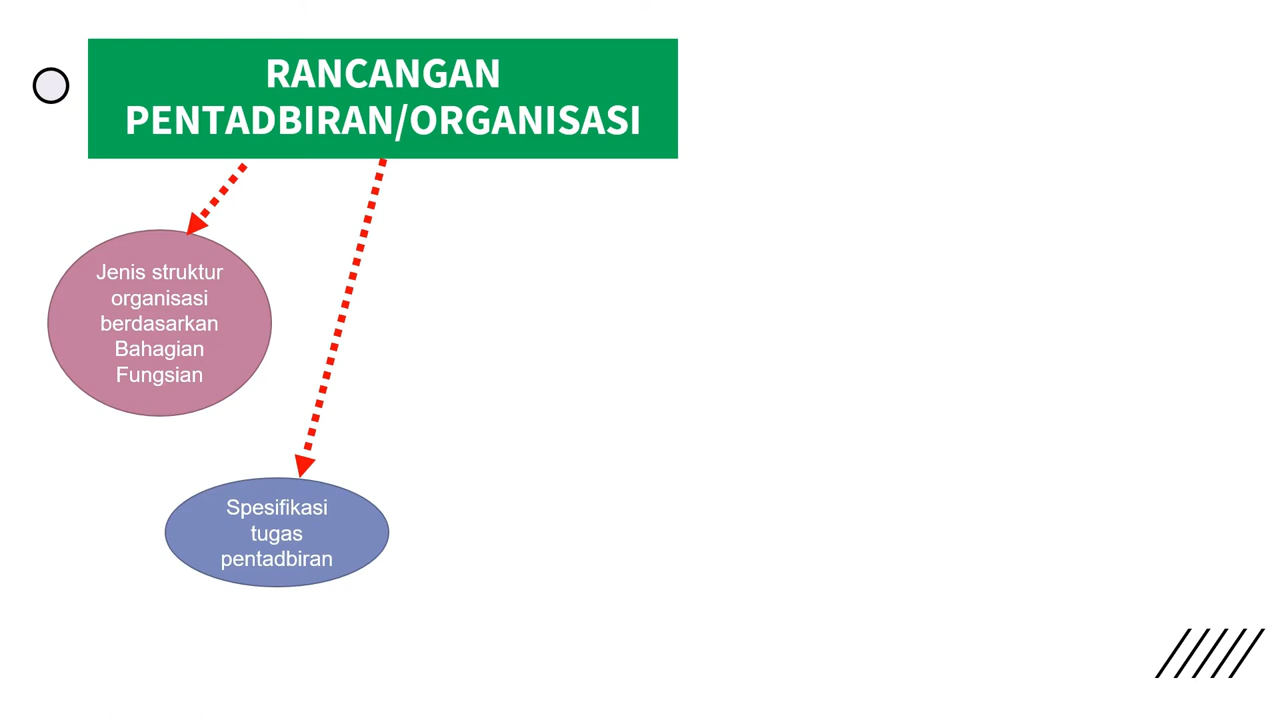 RANCANGAN
PENTADBIRAN/ORGANISASI
Jenis struktur
organisasi
berdasarkan
Bahagian
Fungsian
Spesifikasi
tugas
pentadbiran